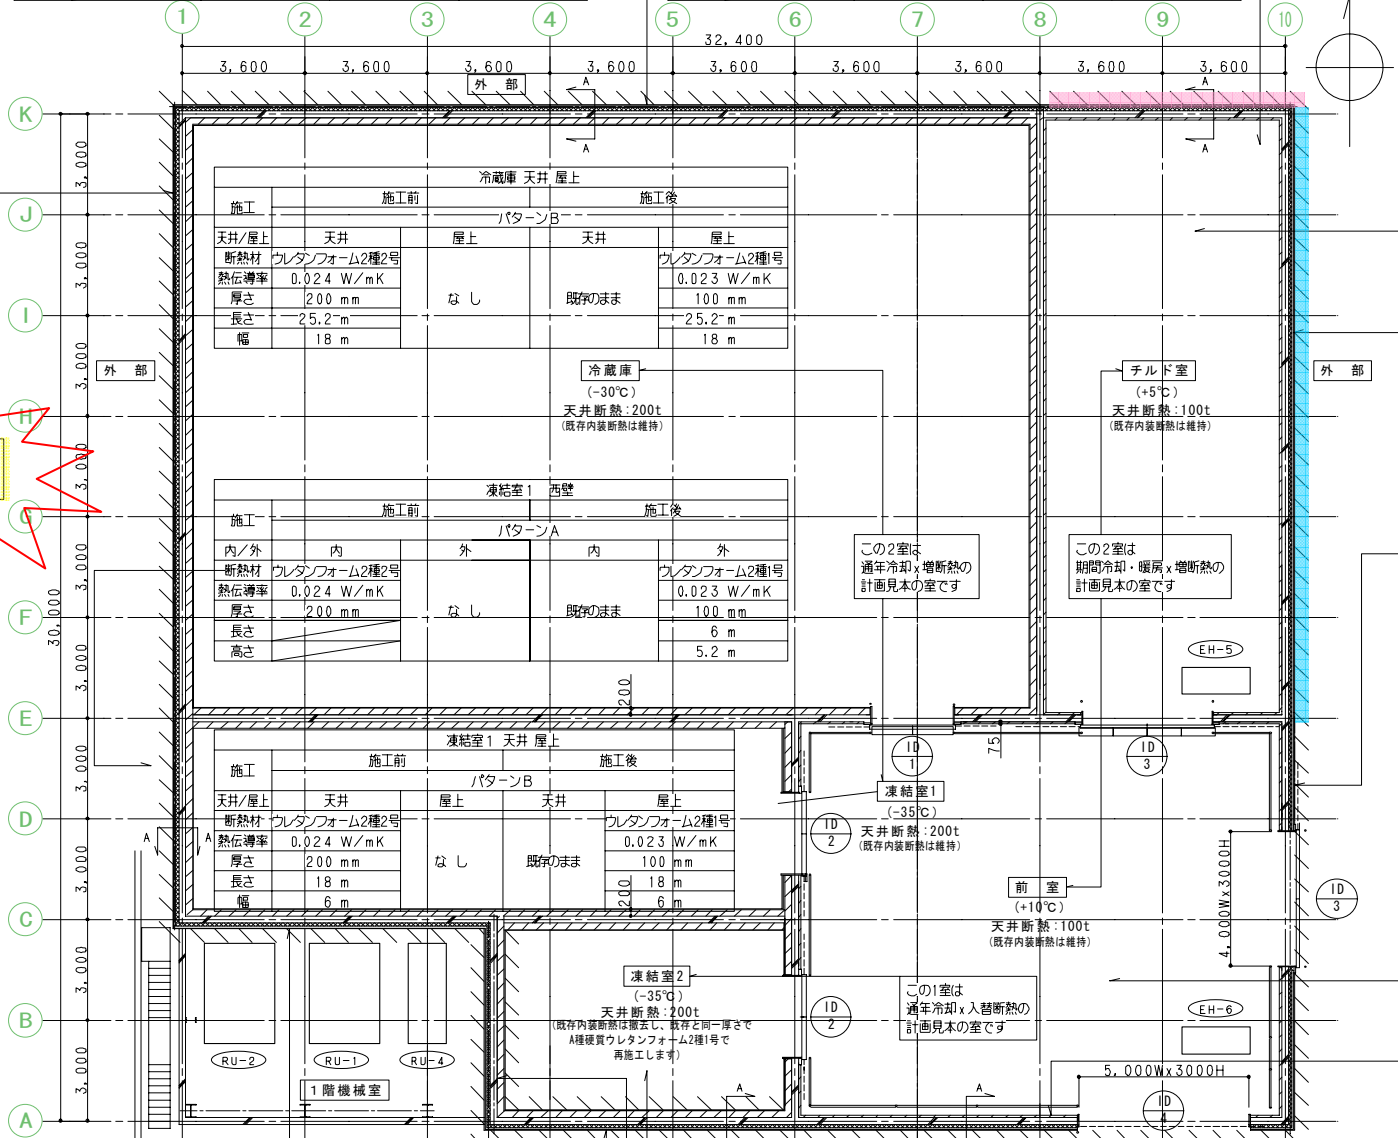 1 2 3 4 5 6 7 8 9 10
32,400
3,600 3,600 3,600 3,600 3,600 3,600 3,600 3,600 3,600
外 部
A
A
A
A
K
J
I
H
G
F
E
D
C
B
A
3,000
3,000
3,000
3,000
3,000
3,000
3,000
3,000
3,000
3,000
30,000
外 部
外 部
冷蔵庫 天井 屋上
施工 施工前 施工後
パターンB
天井/屋上 天井 屋上 天井 屋上
断熱材 ウレタンフォーム2種2号 なし 既存のまま ウレタンフォーム2種1号
熱伝導率 0.024 W/mK 0.023 W/mK
厚さ 200 mm 100 mm
長さ 25.2 m 25.2 m
幅 18 m 18 m
冷蔵庫
(-30℃)
天井断熱:200t
(既存内装断熱は維持)
チルド室
(+5℃)
天井断熱:100t
(既存内装断熱は維持)
凍結室1 西壁
施工 施工前 施工後
パターンA
内/外 内 外 内 外
断熱材 ウレタンフォーム2種2号 なし 既存のまま ウレタンフォーム2種1号
熱伝導率 0.024 W/mK 0.023 W/mK
厚さ 200 mm 100 mm
長さ 6 m
高さ 5.2 m
この2室は
通年冷却x増断熱の
計画見本の室です
この2室は
期間冷却・暖房x増断熱の
計画見本の室です
EH-5
200
75
ID
1
ID
3
凍結室1 天井 屋上
施工 施工前 施工後
パターンB
天井/屋上 天井 屋上 天井 屋上
断熱材 ウレタンフォーム2種2号 なし 既存のまま ウレタンフォーム2種1号
熱伝導率 0.024 W/mK 0.023 W/mK
厚さ 200 mm 100 mm
長さ 18 m 18 m
幅 6 m 6 m
A A
200
凍結室1
(-35℃)
天井断熱:200t
(既存内装断熱は維持)
ID
2
前 室
(+10℃)
天井断熱:100t
(既存内装断熱は維持)
4,000Wx3000H
ID
3
凍結室2
(-35℃)
天井断熱:200t
(既存内装断熱は撤去し、既存と同一厚さで
A種硬質ウレタンフォーム2種1号で
再施工します)
この1室は
通年冷却x入替断熱の
計画見本の室です
ID
2
EH-6
5,000Wx3000H
RU-2 RU-1 RU-4
1階機械室
A
A
ID
4